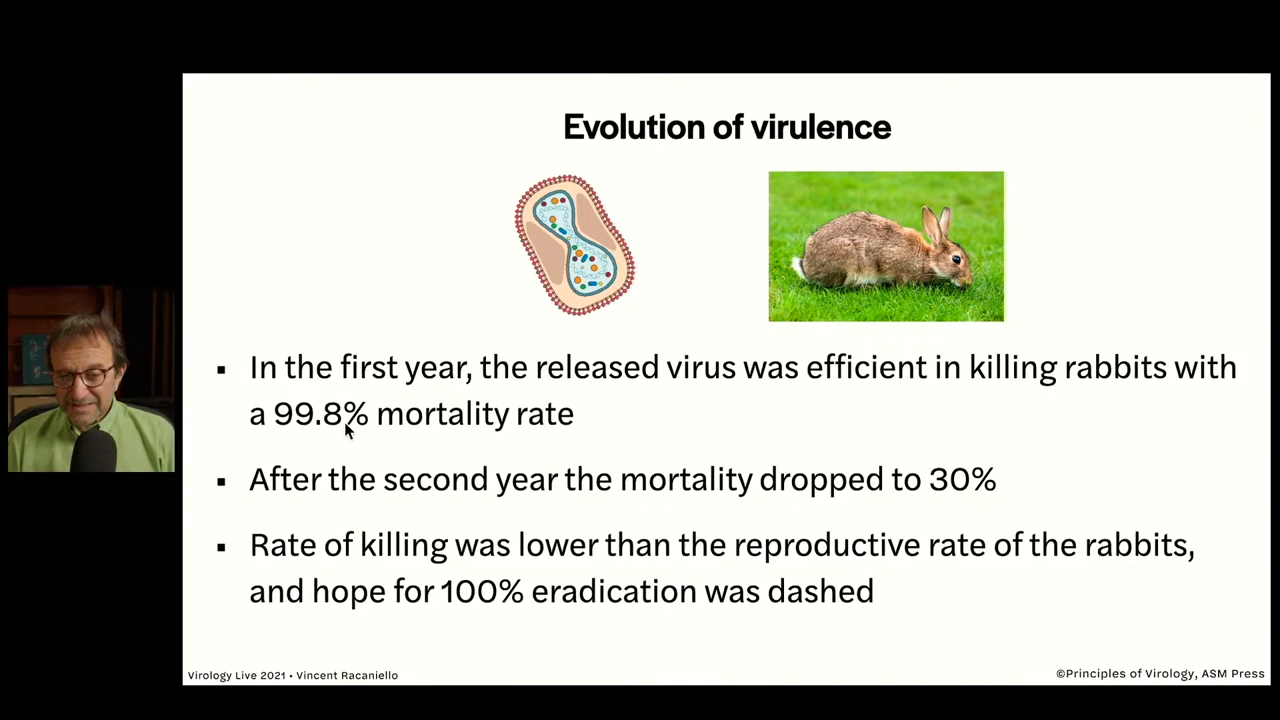 Evolution of virulence
▪ In the first year, the released virus was efficient in killing rabbits with
a 99.8% mortality rate
▪ After the second year the mortality dropped to 30%
▪ Rate of killing was lower than the reproductive rate of the rabbits,
and hope for 100% eradication was dashed
Virology Live 2021 • Vincent Racaniello
©Principles of Virology, ASM Press